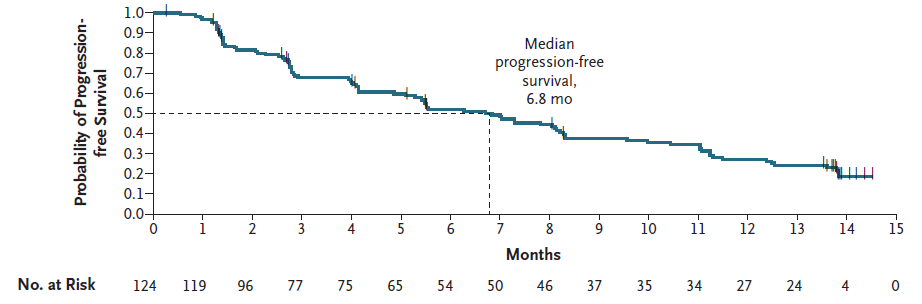 Probability of Progression-
free Survival
1.0
0.9
0.8
0.7
0.6
0.5
0.4
0.3
0.2
0.1
0.0
Median
progression-free
survival,
6.8 mo
0 1 2 3 4 5 6 7 8 9 10 11 12 13 14 15
Months
No. at Risk 124 119 96 77 75 65 54 50 46 37 35 34 27 24 4 0